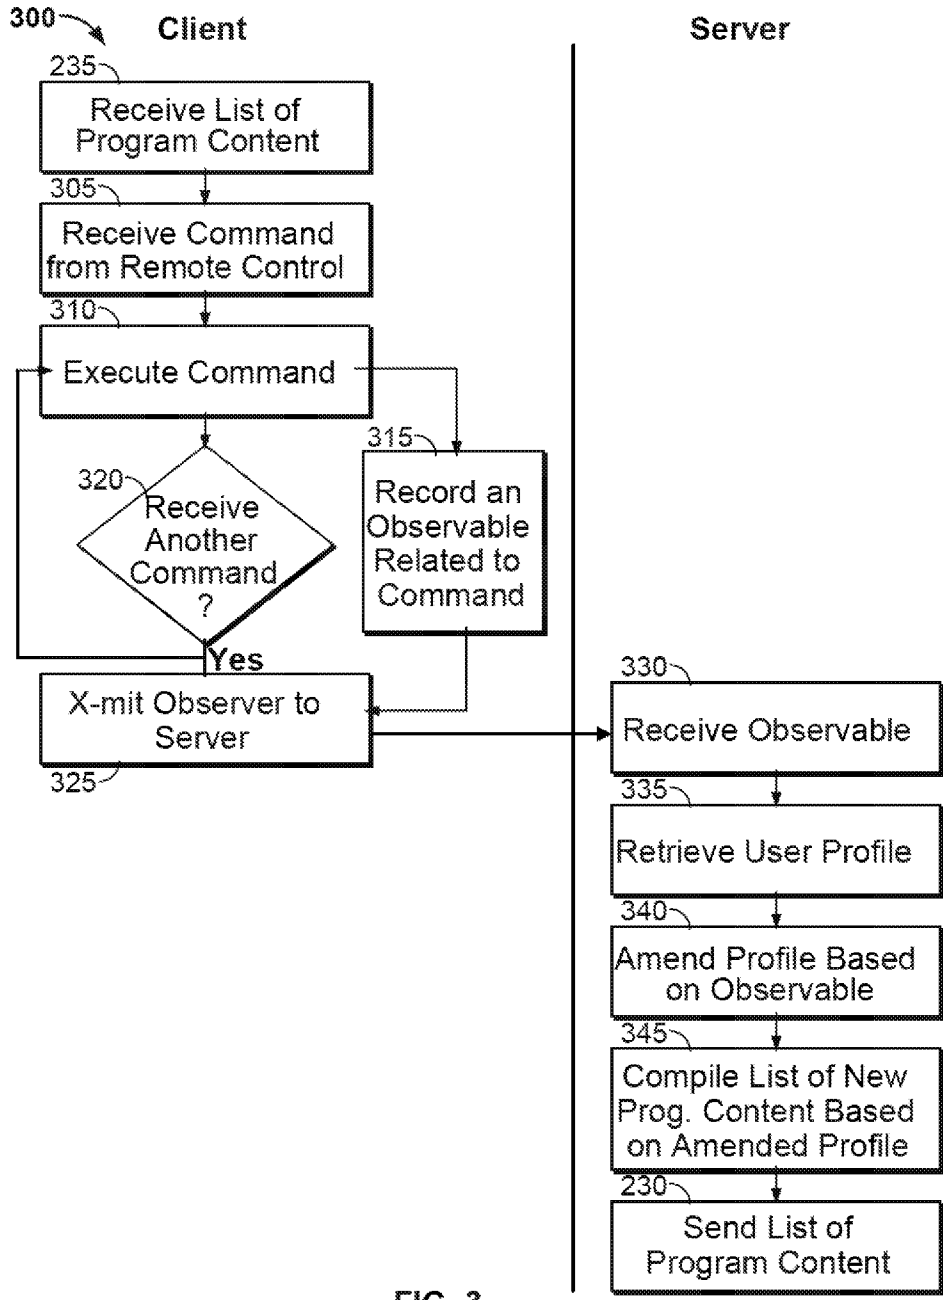 300
Client
Server
235
Receive List of
Program Content
305
Receive Command
from Remote Control
310
Execute Command
315
Record an
Observable
Related to
Command
320
Receive
Another
Command
?
Yes
X-mit Observer to
Server
325
330
Receive Observable
335
Retrieve User Profile
340
Amend Profile Based
on Observable
345
Compile List of New
Prog. Content Based
on Amended Profile
230
Send List of
Program Content
FIG. 3